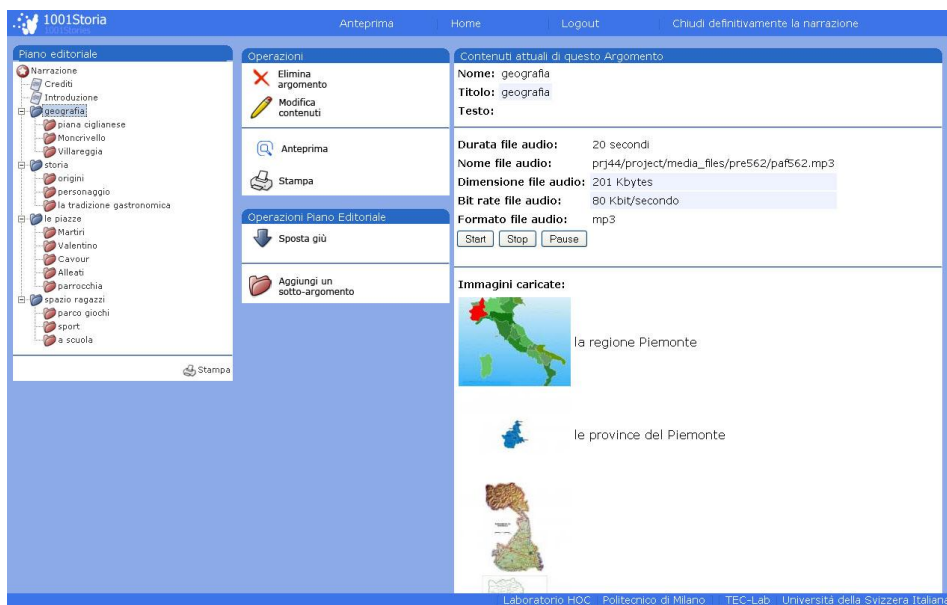 1001Storia
1001Stories
Anteprima
Home
Logout
Chiudi definitivamente la narrazione
Piano editoriale
Narrazione
Crediti
Introduzione
geografia
piana ciglianese
Moncrivello
Villareggia
storia
origini
personaggio
la tradizione gastronomica
le piazze
Martiri
Valentino
Cavour
Alleati
parrocchia
spazio ragazzi
parco giochi
sport
a scuola
Stampa
Operazioni
Elimina
argomento
Modifica
contenuti
Anteprima
Stampa
Operazioni Piano Editoriale
Sposta giù
Aggiungi un
sotto-argomento
Contenuti attuali di questo Argomento
Nome: geografia
Titolo: geografia
Testo:
Durata file audio: 20 secondi
Nome file audio: prj44/project/media_files/pre562/paf562.mp3
Dimensione file audio: 201 Kbytes
Bit rate file audio: 80 Kbit/secondo
Formato file audio: mp3
Start Stop Pause
Immagini caricate:
la regione Piemonte
le province del Piemonte
Laboratorio HOC Politecnico di Milano TEC-Lab Universitá della Svizzera Italiana